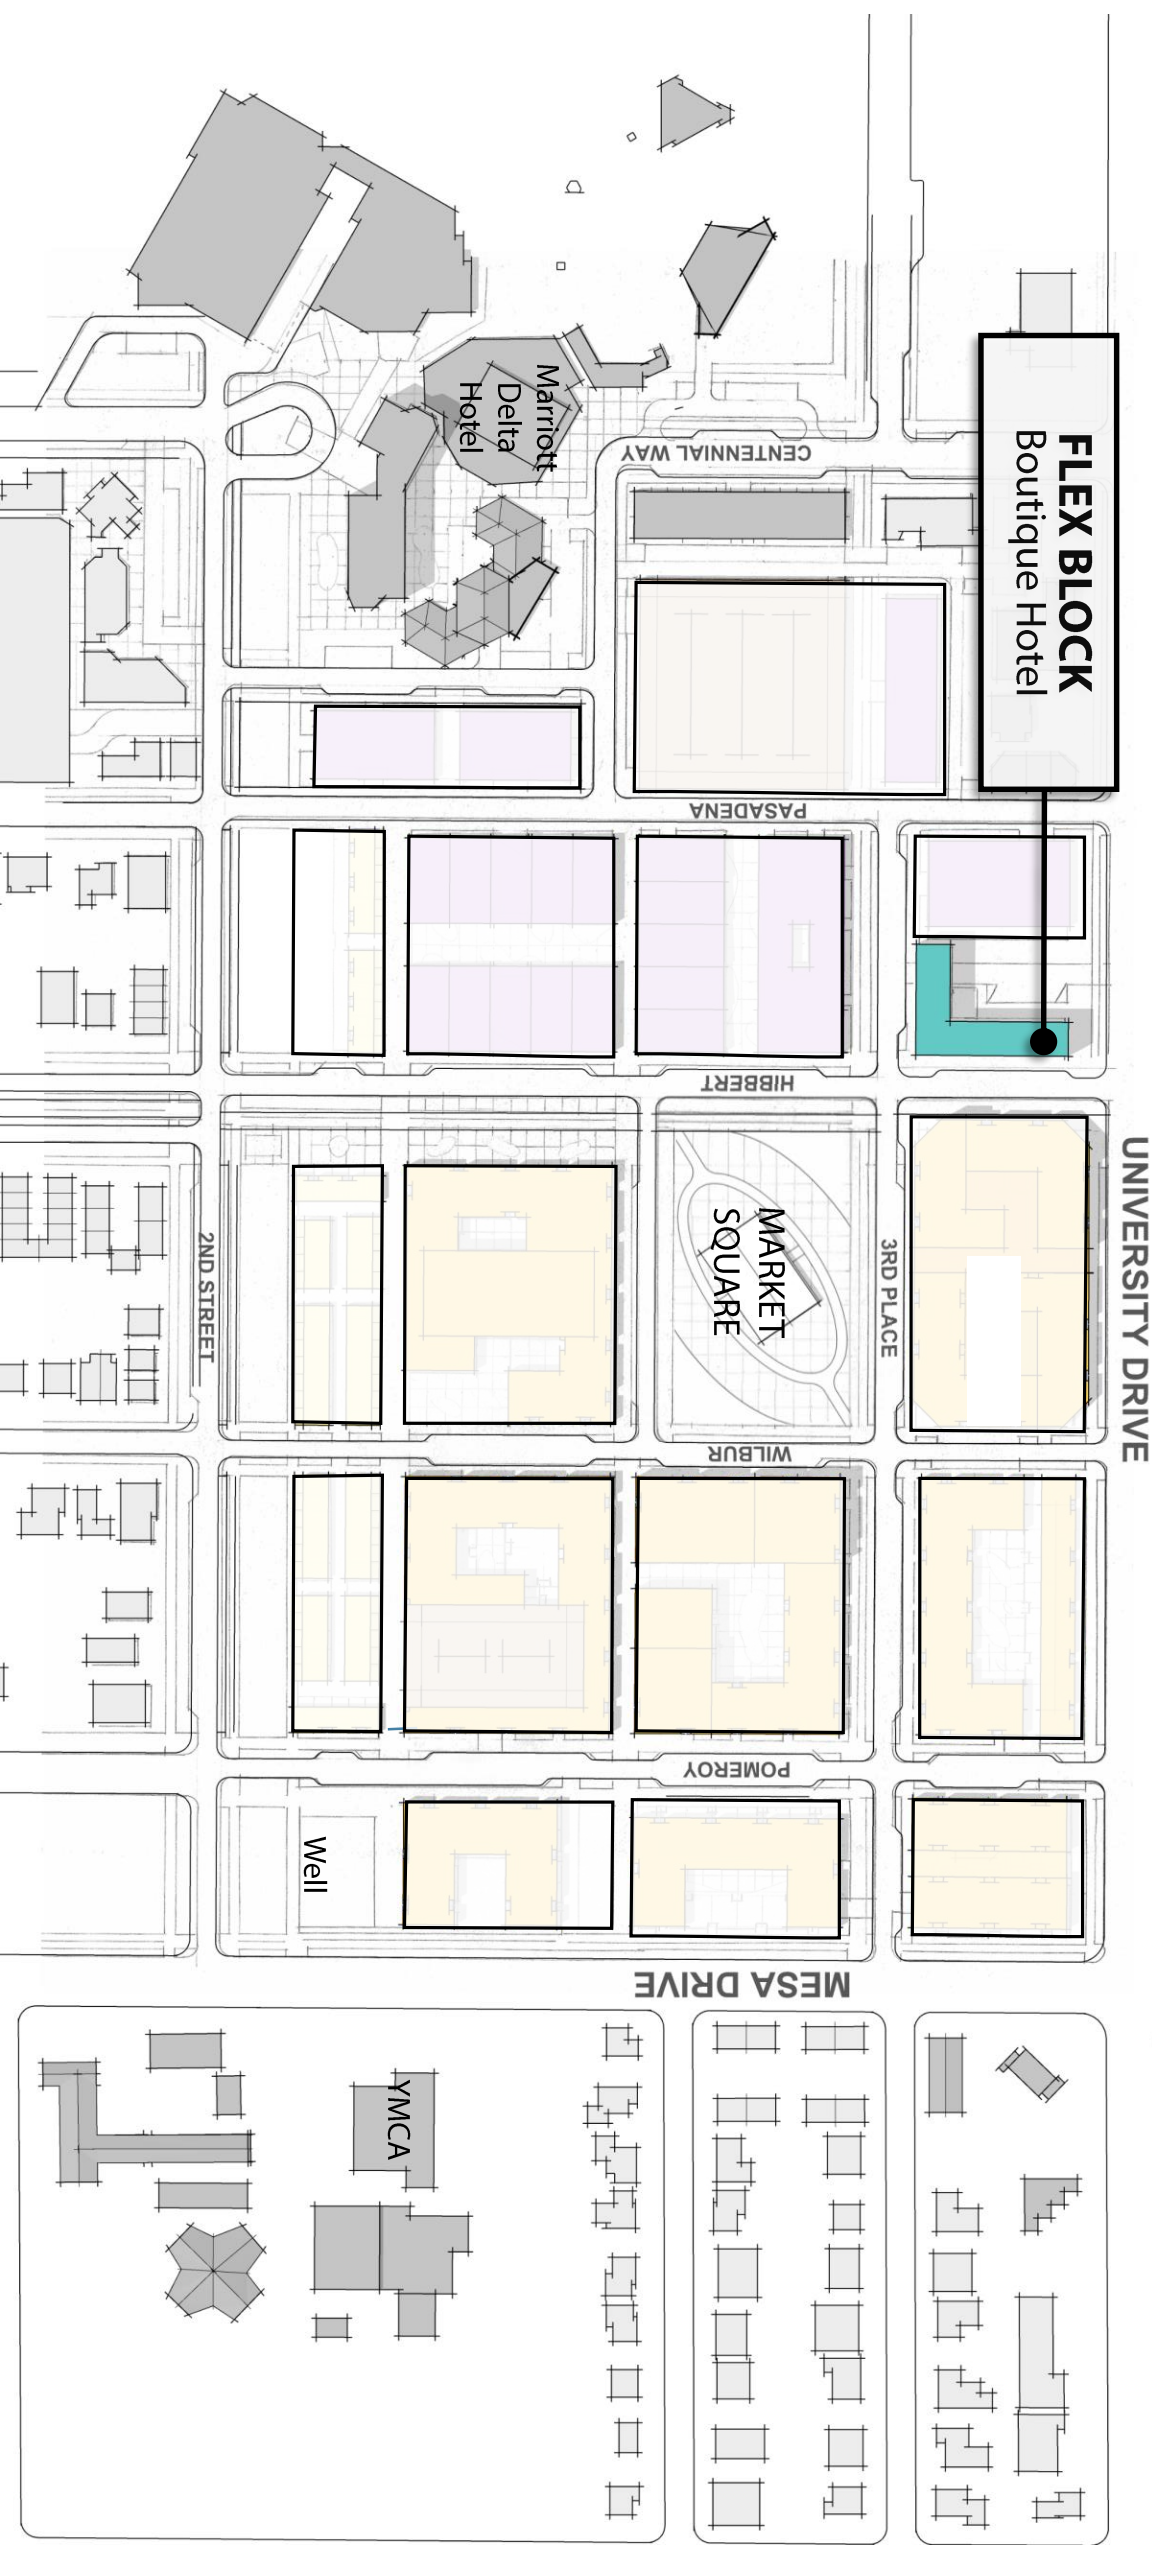 FLEX BLOCK
Boutique Hotel
UNIVERSITY DRIVE
Marriott
Delta
Hotel
CENTENNIAL WAY
PASADENA
HIBBERT
MARKET
SQUARE
3RD PLACE
2ND STREET
WILBUR
POMEROY
Well
MESA DRIVE
YMCA